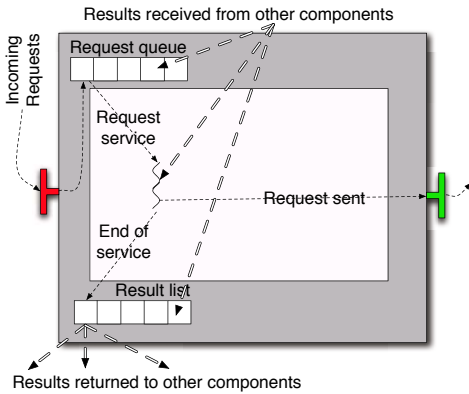 Results received from other components
Request queue
Incoming
Requests
Request
service
Request sent
End of
service
Result list
Results returned to other components